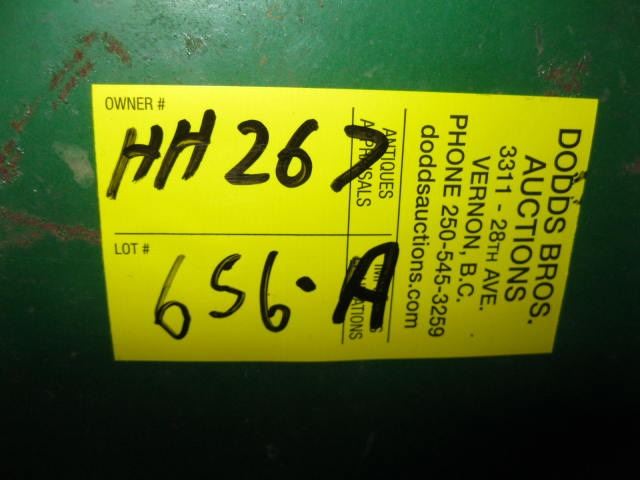 OWNER #
HH 267
LOT #
656-A
ANTIQUES
APPRAISALS
DODDS BROS.
AUCTIONS
3311 - 28TH AVE.
VERNON, B.C.
PHONE 250-545-3259
doddsauctions.com